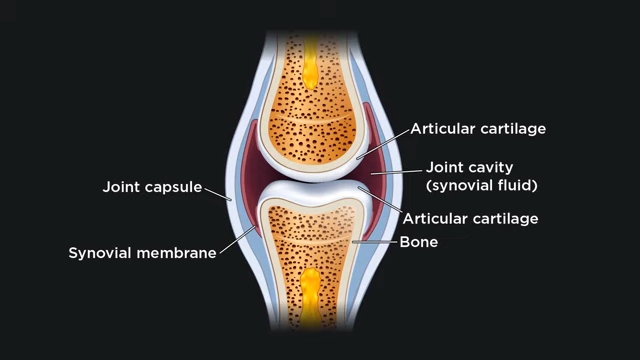 Articular cartilage
Joint cavity
(synovial fluid)
Joint capsule
Articular cartilage
Bone
Synovial membrane